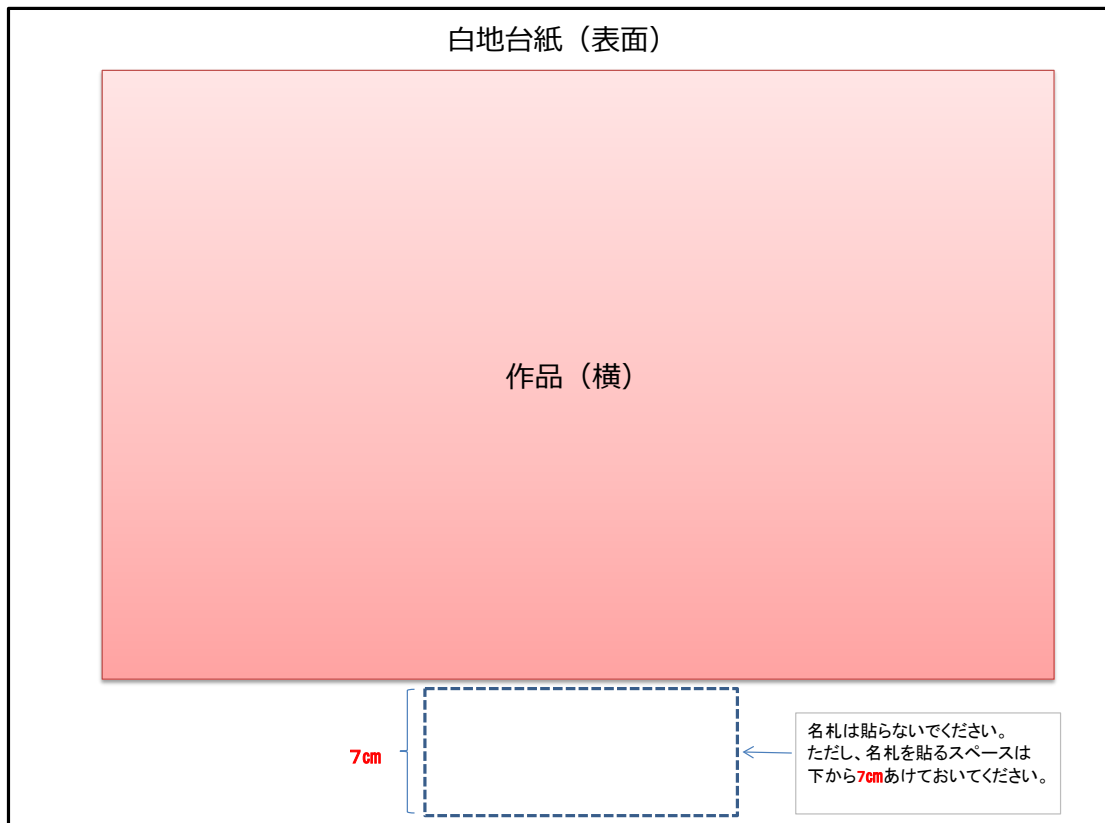 白地台紙（表面）
作品（横）
7㎝
名札は貼らないでください。
ただし、名札を貼るスペースは
下から7㎝あけておいてください。